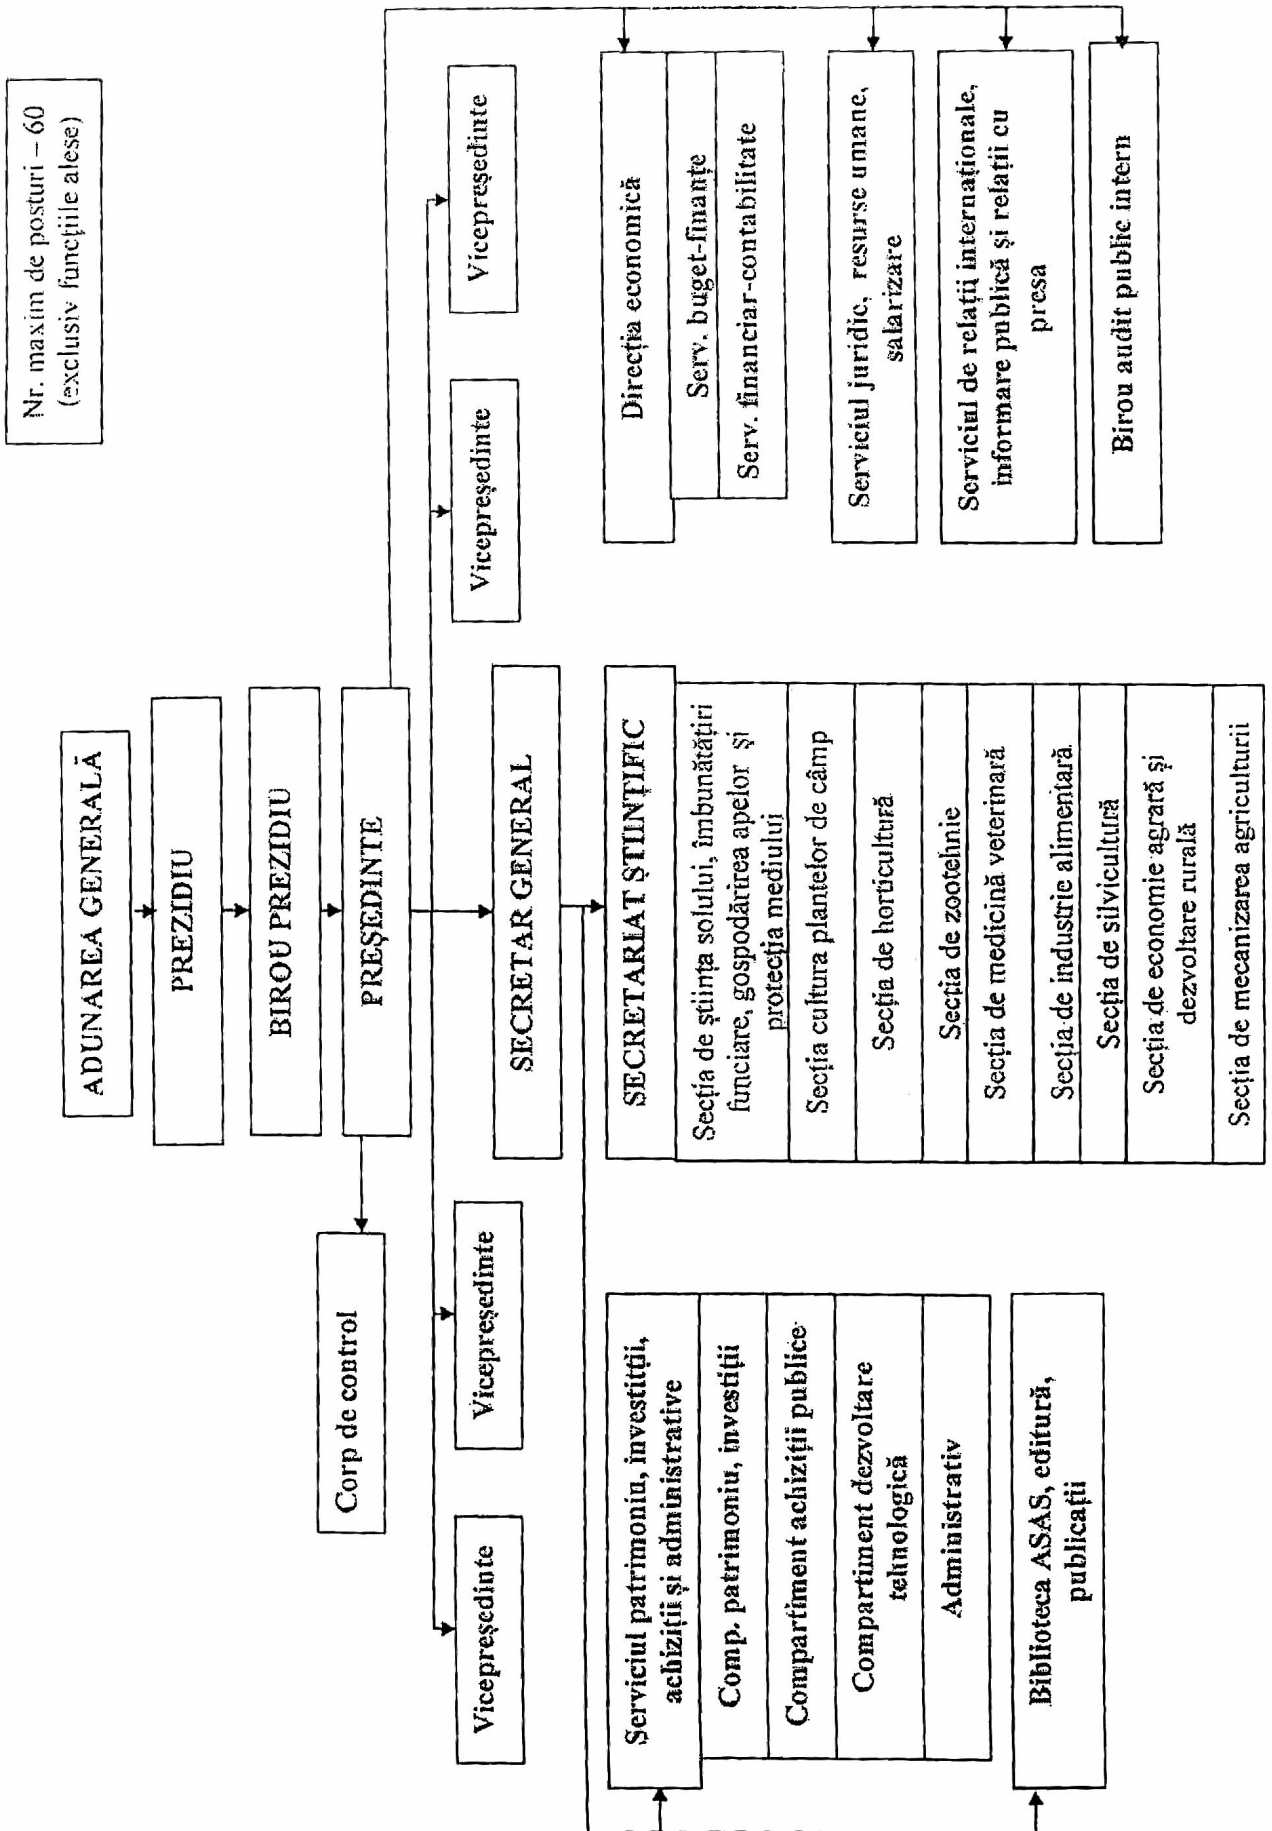 Nr. maxim de posturi – 60
(exclusiv funcțiile alese)
ADUNAREA GENERALĂ
PREZIDIU
BIROU PREZIDIU
PREȘEDINTE
Corp de control
Vicepreședinte
Vicepreședinte
Vicepreședinte
Vicepreședinte
SECRETAR GENERAL
Serviciul patrimoniu, investiții,
achiziții și administrative
Comp. patrimoniu, investiții
Compartiment achiziții publice
Compartiment dezvoltare
tehnologică
Administrativ
Biblioteca ASAS, editură,
publicații
SECRETARIAT ȘTIINȚIFIC
Secția de știința solului, îmbunătățiri
funciare, gospodărirea apelor și
protecția mediului
Secția cultura plantelor de câmp
Secția de horticultură
Secția de zootehnie
Secția de medicină veterinară
Secția de industrie alimentară
Secția de silvicultură
Secția de economie agrară și
dezvoltare rurală
Secția de mecanizarea agriculturii
Direcția economică
Serv. buget-finanțe
Serv. financiar-contabilitate
Serviciul juridic, resurse umane,
salarizare
Serviciul de relații internaționale,
informare publică și relații cu
presa
Birou audit public intern